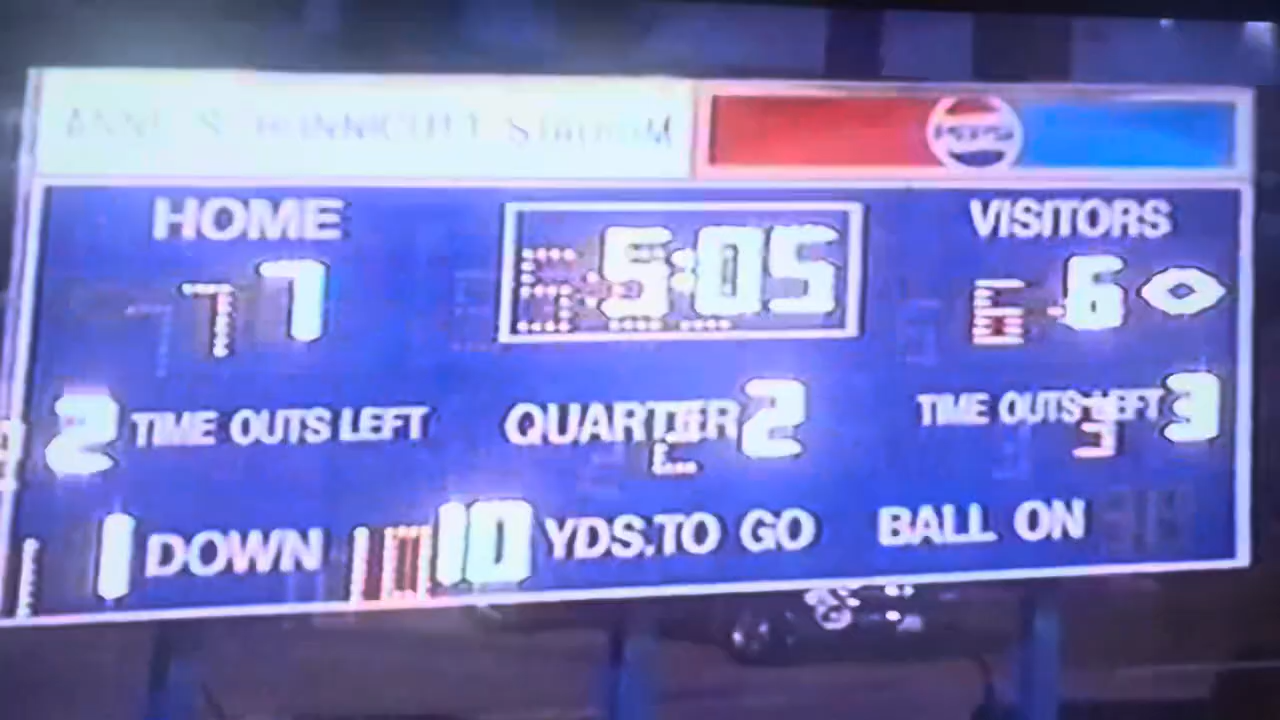 STADIUM
PEPSI
HOME 5:05 VISITORS
7 6
2 TIME OUTS LEFT QUARTER 2 TIME OUTS LEFT 3
1 DOWN 10 YDS.TO GO BALL ON